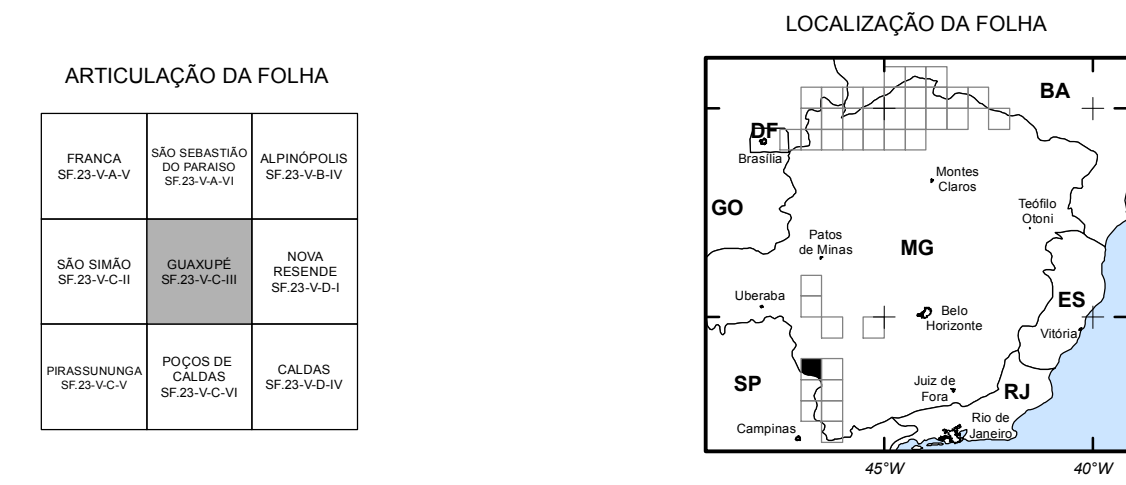 ARTICULAÇÃO DA FOLHA
FRANCA
SF.23-V-A-V
SÃO SEBASTIÃO
DO PARAISO
SF.23-V-A-VI
ALPINÓPOLIS
SF.23-V-B-IV
SÃO SIMÃO
SF.23-V-C-II
GUAXUPÉ
SF.23-V-C-III
NOVA
RESENDE
SF.23-V-D-I
PIRASSUNUNGA
SF.23-V-C-V
POÇOS DE
CALDAS
SF.23-V-C-VI
CALDAS
SF.23-V-D-IV
LOCALIZAÇÃO DA FOLHA
BA
DF
Brasília
Montes
Claros
GO
Teófilo
Otoni
Patos
de Minas
MG
Uberaba
Belo
Horizonte
ES
Vitória
SP
Juiz de
Fora
RJ
Rio de
Janeiro
Campinas
45°W
40°W